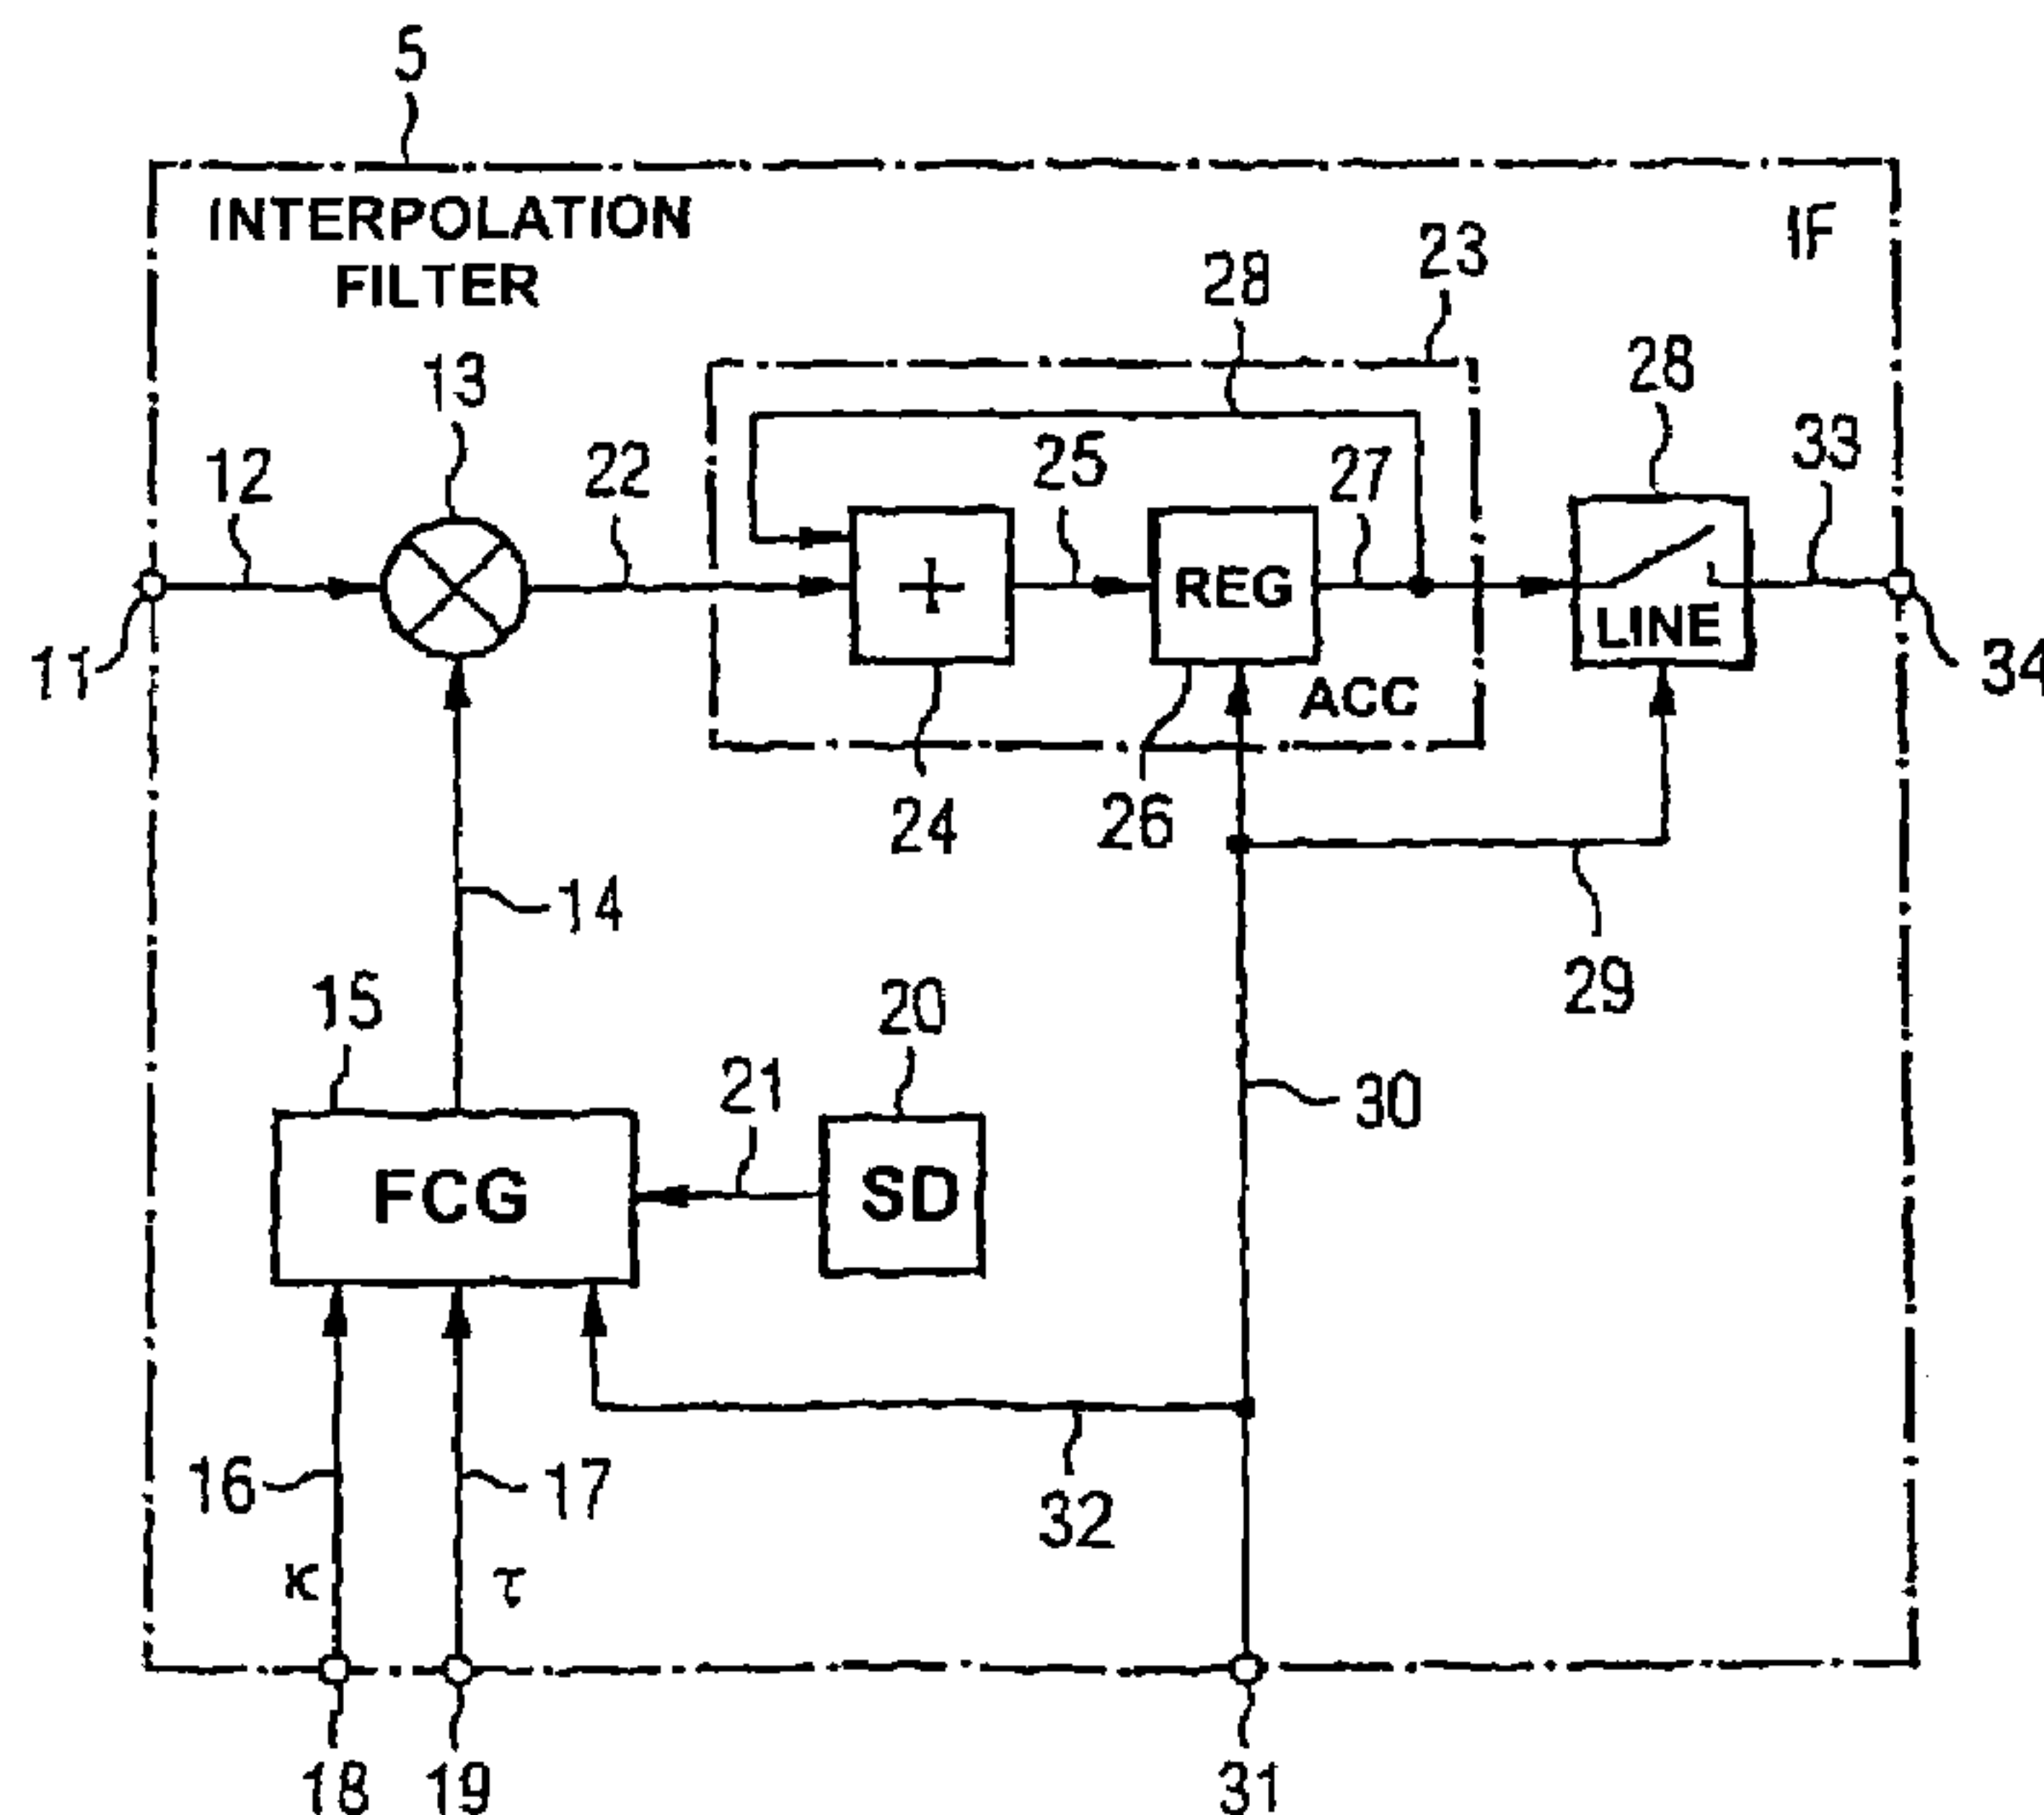 5
INTERPOLATION
FILTER
IF
23
28
28
13
33
12
22
25
27
+
REG
LINE
11
34
ACC
24
26
14
29
15
20
21
30
FCG
SD
16
17
32
K
τ
18
19
31